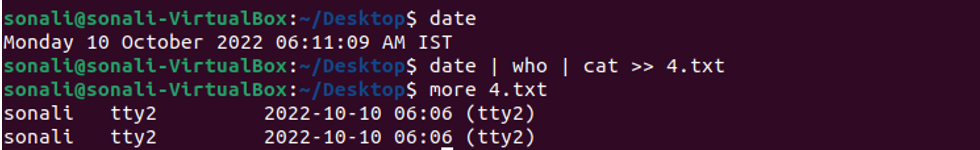 sonali@sonali-VirtualBox:~/Desktop$ date
Monday 10 October 2022 06:11:09 AM IST
sonali@sonali-VirtualBox:~/Desktop$ date | who | cat >> 4.txt
sonali@sonali-VirtualBox:~/Desktop$ more 4.txt
sonali   tty2         2022-10-10 06:06 (tty2)
sonali   tty2         2022-10-10 06:06 (tty2)